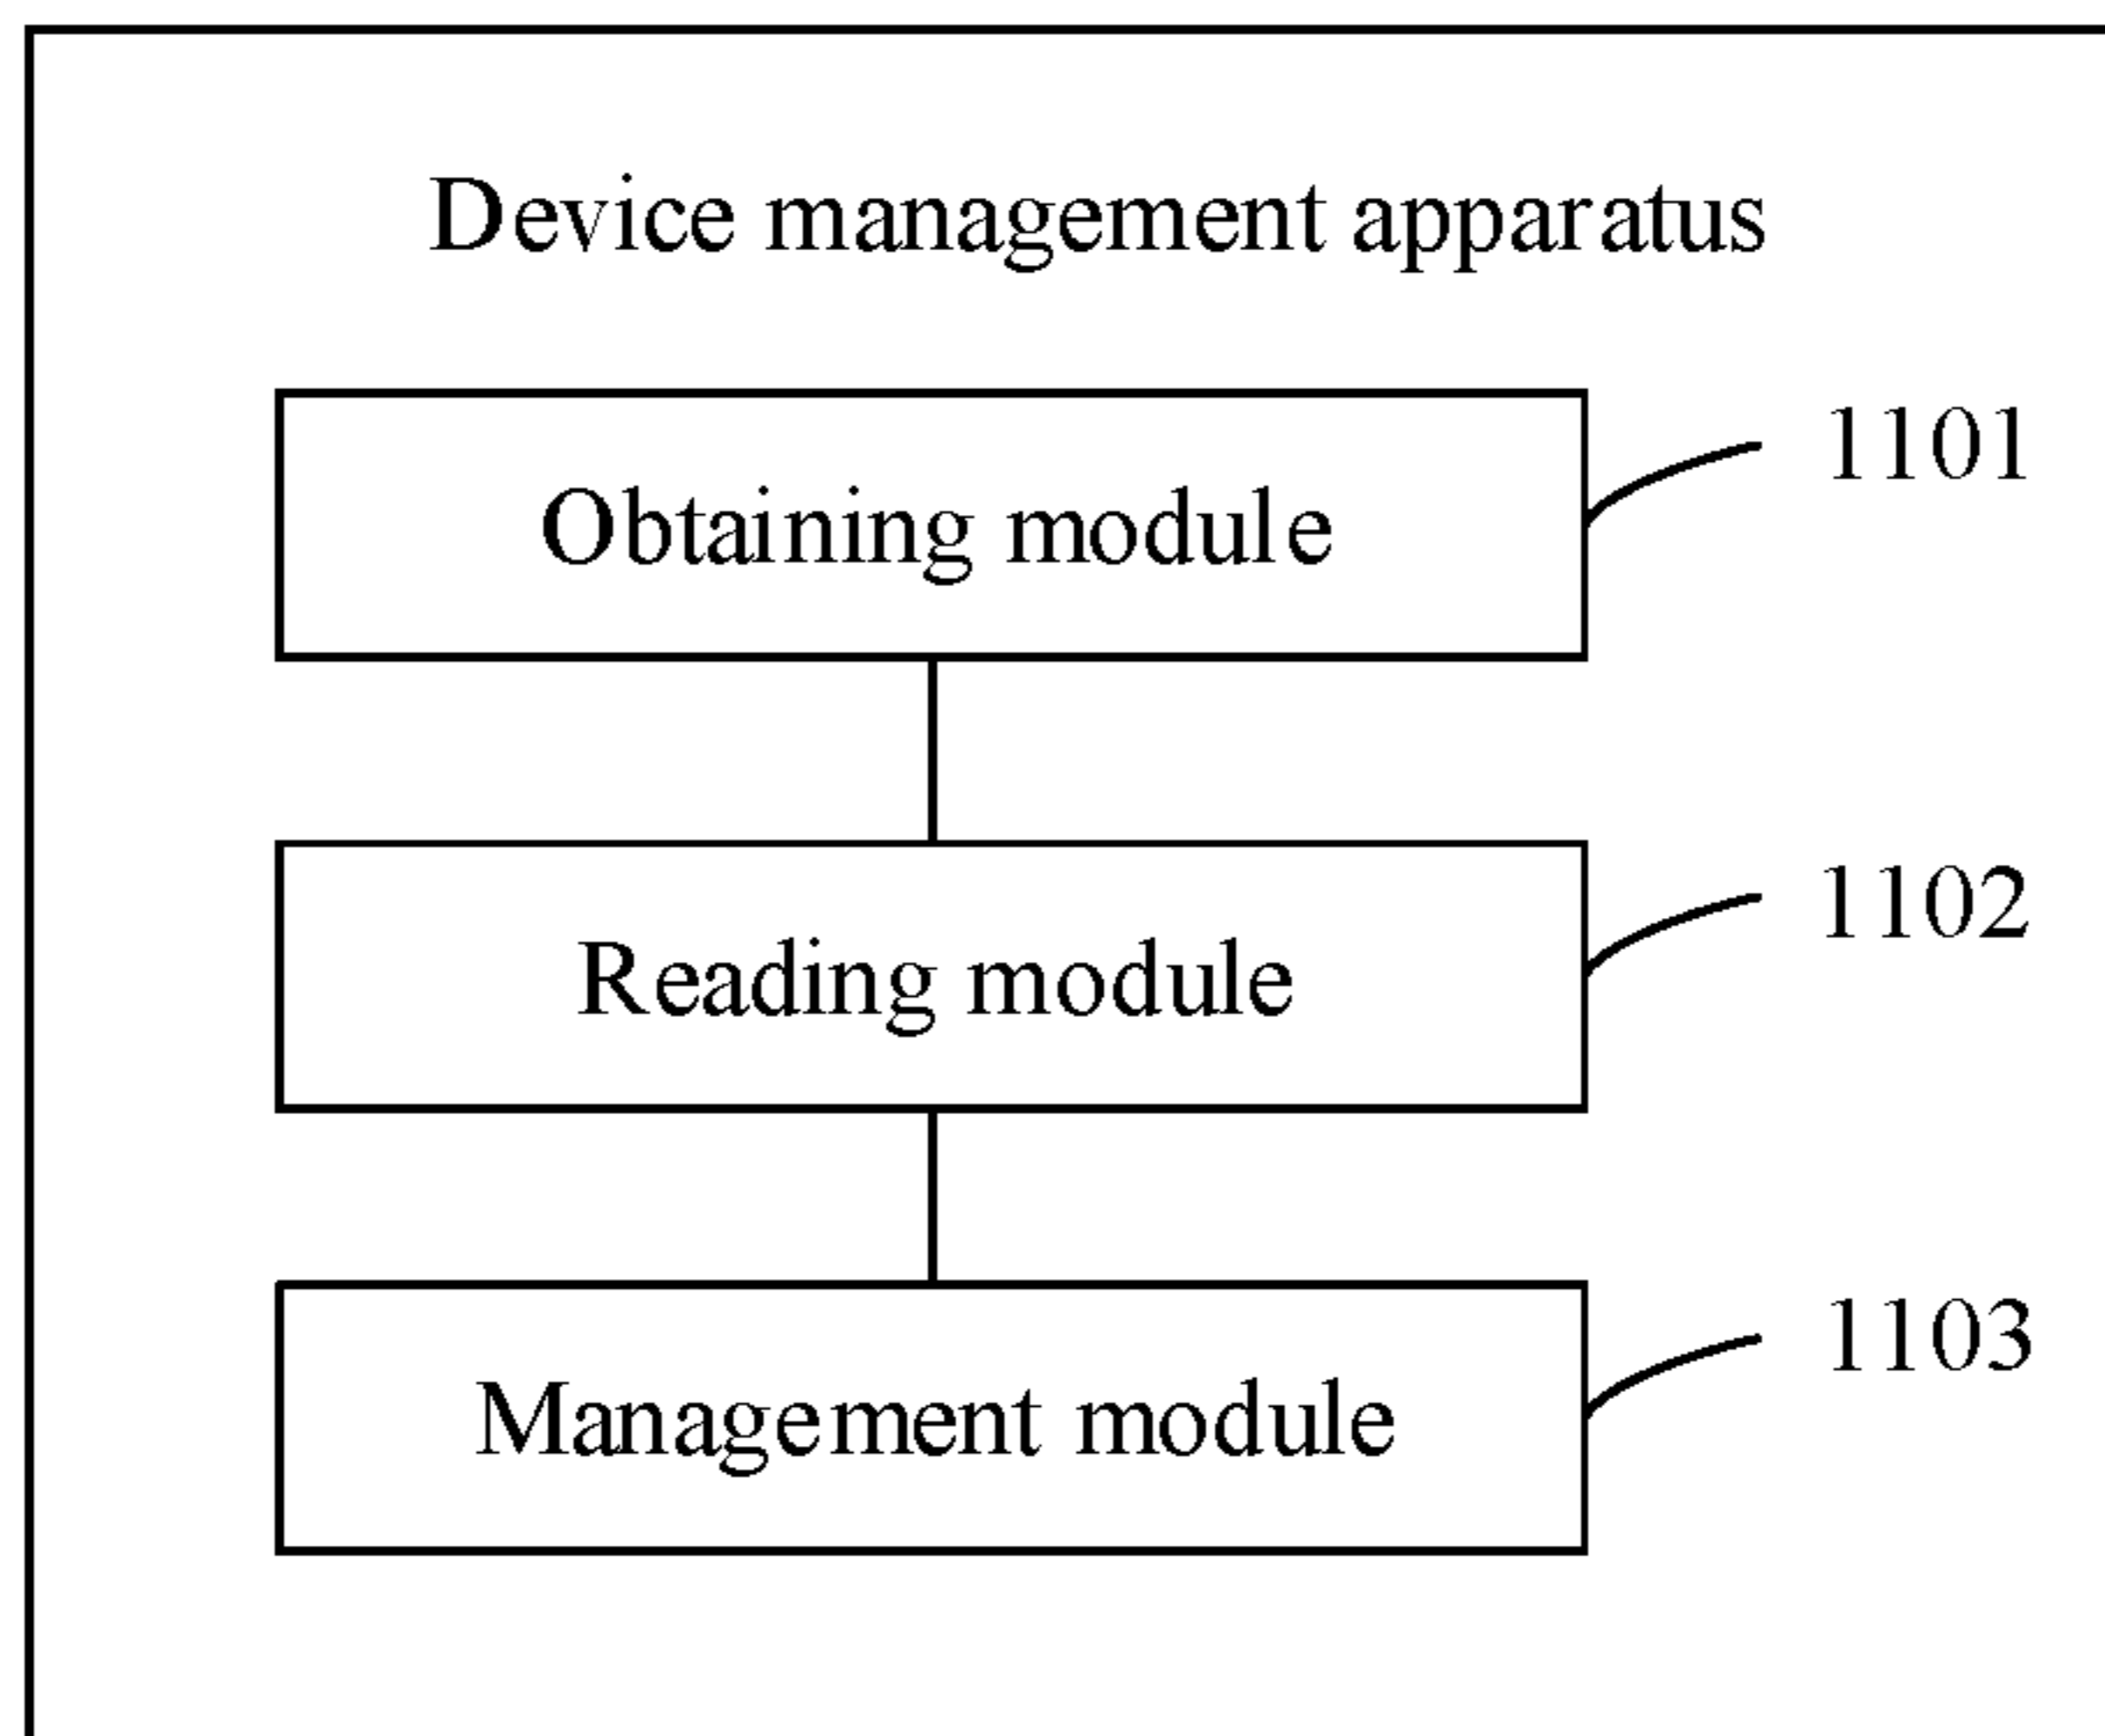 Device management apparatus
Obtaining module
1101
Reading module
1102
Management module
1103